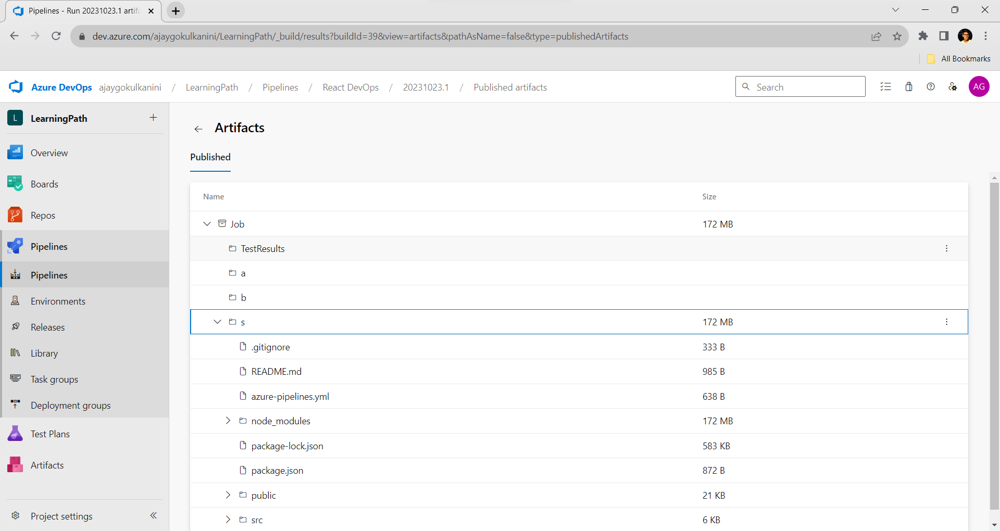 Pipelines - Run 20231023.1 artifa
dev.azure.com/ajaygokulkanini/LearningPath/_build/results?buildId=39&view=artifacts&pathAsName=false&type=publishedArtifacts
All Bookmarks
Azure DevOps ajaygokulkanini / LearningPath / Pipelines / React DevOps / 20231023.1 / Published artifacts
Search
AG
L LearningPath
Overview
Boards
Repos
Pipelines
Pipelines
Environments
Releases
Library
Task groups
Deployment groups
Test Plans
Artifacts
Project settings
Artifacts
Published
Name Size
Job 172 MB
TestResults
a
b
s 172 MB
.gitignore 333 B
README.md 985 B
azure-pipelines.yml 638 B
node_modules 172 MB
package-lock.json 583 KB
package.json 872 B
public 21 KB
src 6 KB